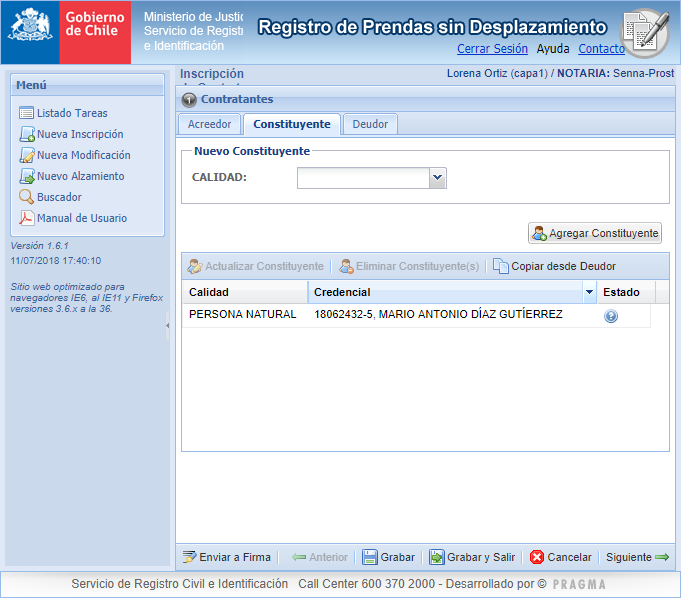 Gobierno
de Chile
Ministerio de Justic
Servicio de Registr
e Identificación
Registro de Prendas sin Desplazamiento
Cerrar Sesión Ayuda Contacto
Menú
Listado Tareas
Nueva Inscripción
Nueva Modificación
Nuevo Alzamiento
Buscador
Manual de Usuario
Versión 1.6.1
11/07/2018 17:40:10
Sitio web optimizado para
navegadores IE6, al IE11 y Firefox
versiones 3.6.x a la 36.
Inscripción
Lorena Ortiz (capa1) / NOTARIA: Senna-Prost
1 Contratantes
Acreedor Constituyente Deudor
Nuevo Constituyente
CALIDAD:
Agregar Constituyente
Actualizar Constituyente Eliminar Constituyente(s) Copiar desde Deudor
Calidad Credencial Estado
PERSONA NATURAL 18062432-5, MARIO ANTONIO DÍAZ GUTÍERREZ
Enviar a Firma Anterior Grabar Grabar y Salir Cancelar Siguiente
Servicio de Registro Civil e Identificación Call Center 600 370 2000 - Desarrollado por © PRAGMA